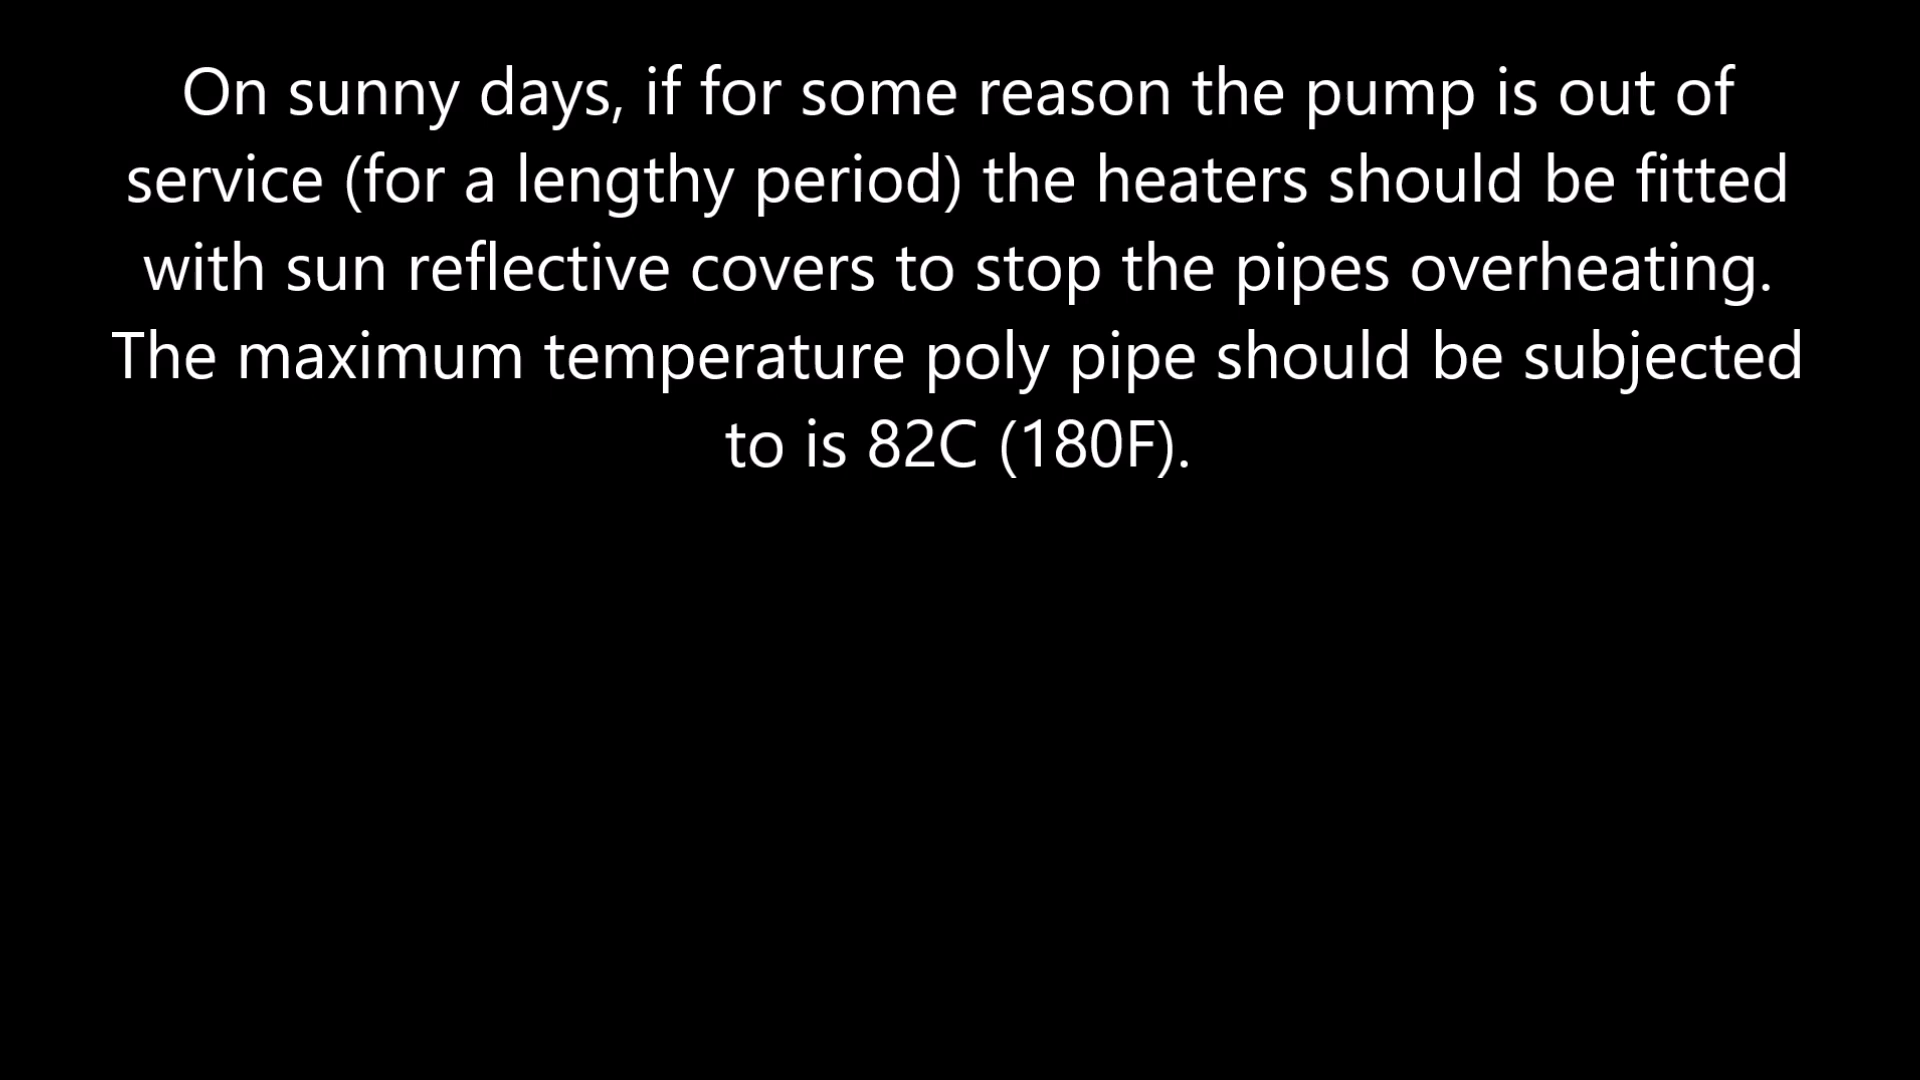 On sunny days, if for some reason the pump is out of
service (for a lengthy period) the heaters should be fitted
with sun reflective covers to stop the pipes overheating.
The maximum temperature poly pipe should be subjected
to is 82C (180F).